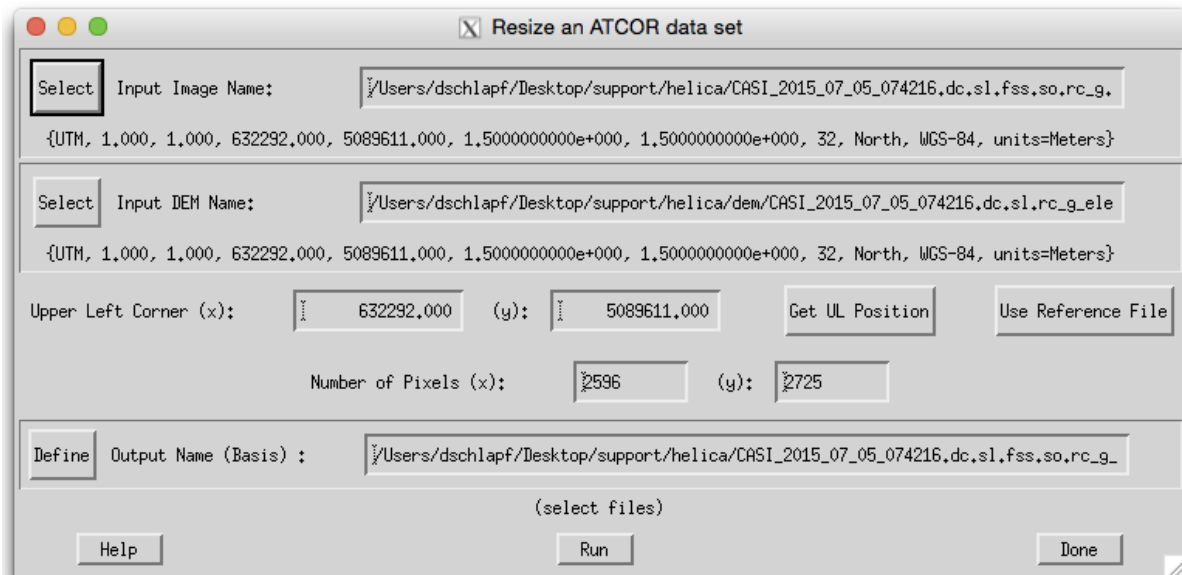 Resize an ATCOR data set
Select Input Image Name: /Users/dschlapf/Desktop/support/helica/CASI_2015_07_05_074216.dc.sl.fss.so.rc_g.
{UTM, 1.000, 1.000, 632292.000, 5089611.000, 1.5000000000e+000, 1.5000000000e+000, 32, North, WGS-84, units=Meters}
Select Input DEM Name: /Users/dschlapf/Desktop/support/helica/dem/CASI_2015_07_05_074216.dc.sl.rc_g_ele
{UTM, 1.000, 1.000, 632292.000, 5089611.000, 1.5000000000e+000, 1.5000000000e+000, 32, North, WGS-84, units=Meters}
Upper Left Corner (x): 632292.000 (y): 5089611.000 Get UL Position Use Reference File
Number of Pixels (x): 2596 (y): 2725
Define Output Name (Basis) : /Users/dschlapf/Desktop/support/helica/CASI_2015_07_05_074216.dc.sl.fss.so.rc_g_
(select files)
Help Run Done